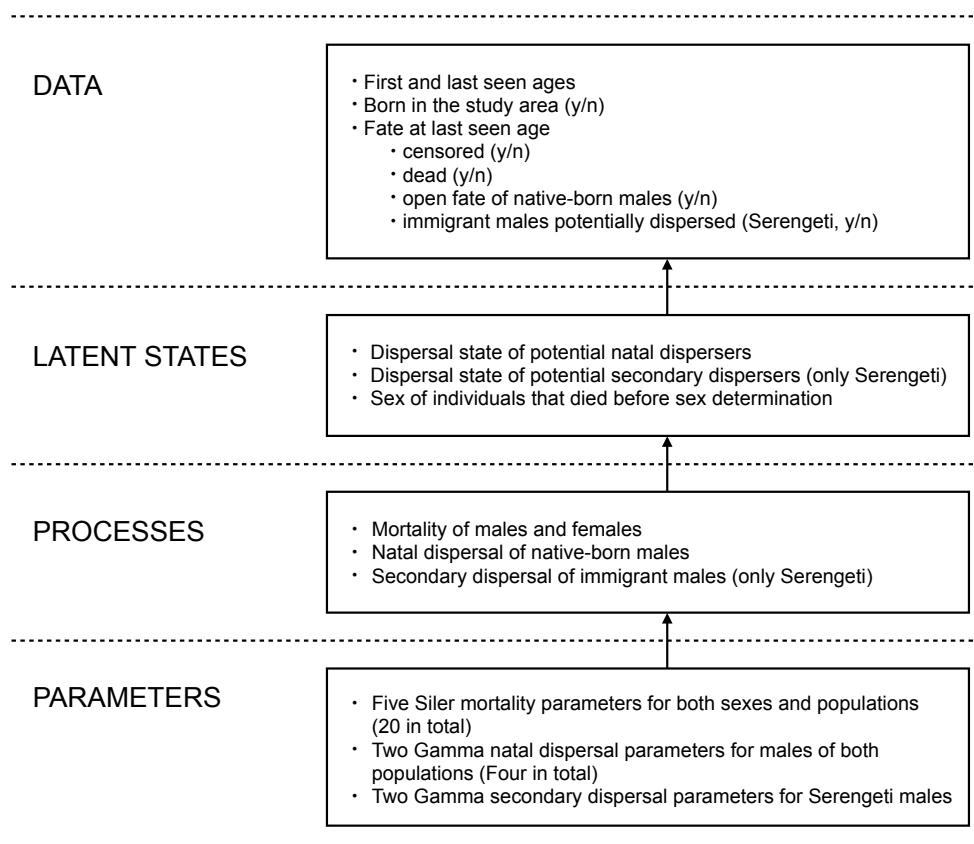 DATA
・First and last seen ages
・Born in the study area (y/n)
・Fate at last seen age
・censored (y/n)
・dead (y/n)
・open fate of native-born males (y/n)
・immigrant males potentially dispersed (Serengeti, y/n)
LATENT STATES
・Dispersal state of potential natal dispersers
・Dispersal state of potential secondary dispersers (only Serengeti)
・Sex of individuals that died before sex determination
PROCESSES
・Mortality of males and females
・Natal dispersal of native-born males
・Secondary dispersal of immigrant males (only Serengeti)
PARAMETERS
・Five Siler mortality parameters for both sexes and populations
(20 in total)
・Two Gamma natal dispersal parameters for males of both
populations (Four in total)
・Two Gamma secondary dispersal parameters for Serengeti males